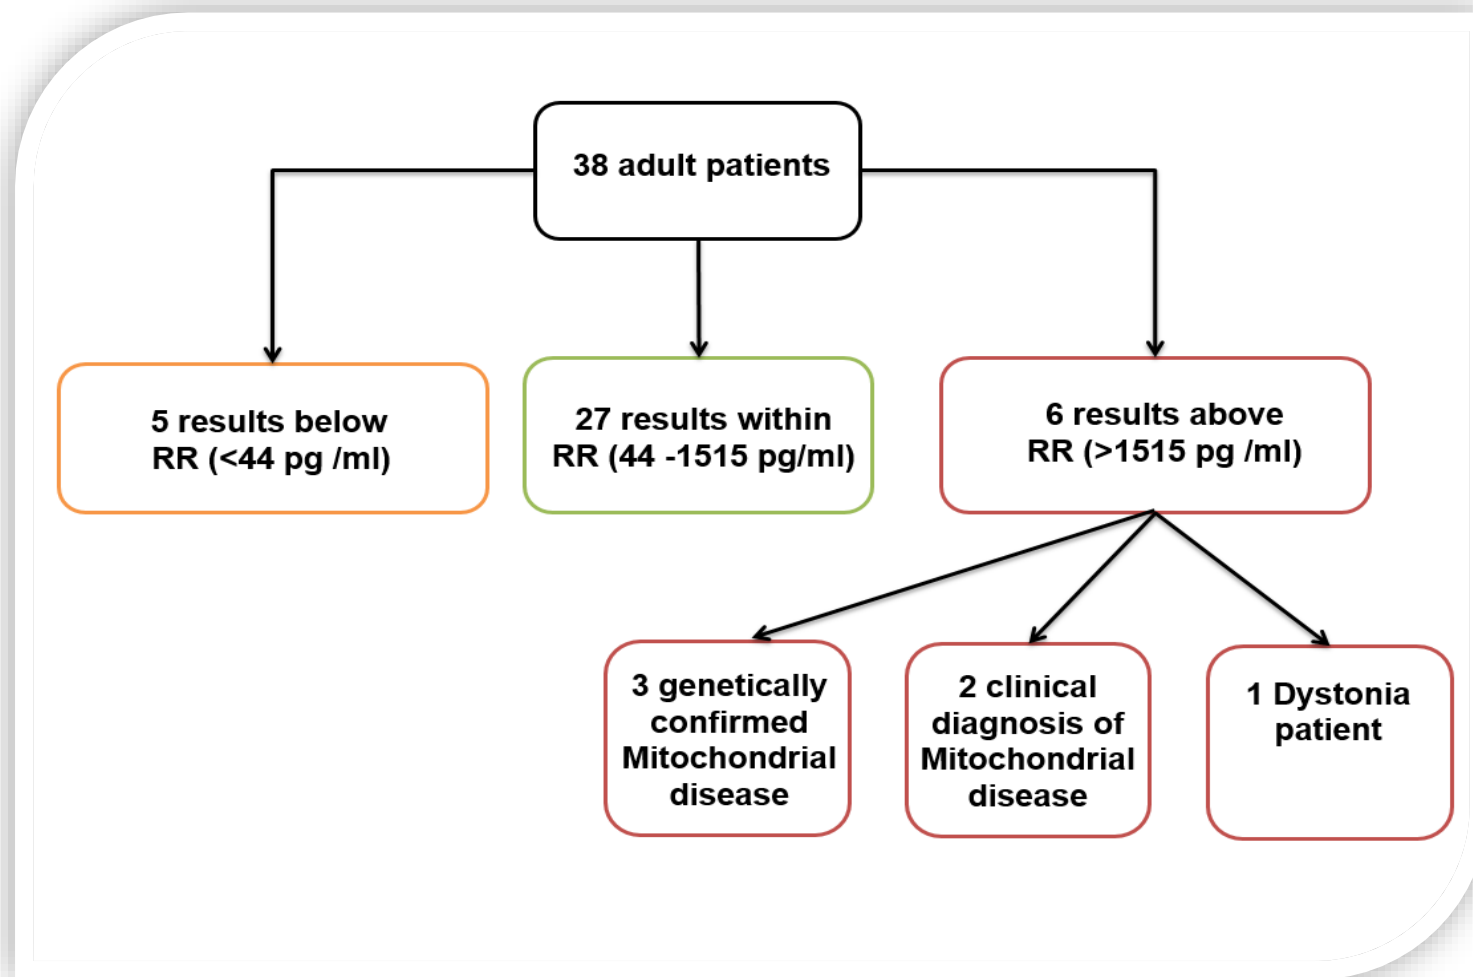 38 adult patients
5 results below
RR (<44 pg /ml)
27 results within
RR (44 -1515 pg/ml)
6 results above
RR (>1515 pg /ml)
3 genetically
confirmed
Mitochondrial
disease
2 clinical
diagnosis of
Mitochondrial
disease
1 Dystonia
patient